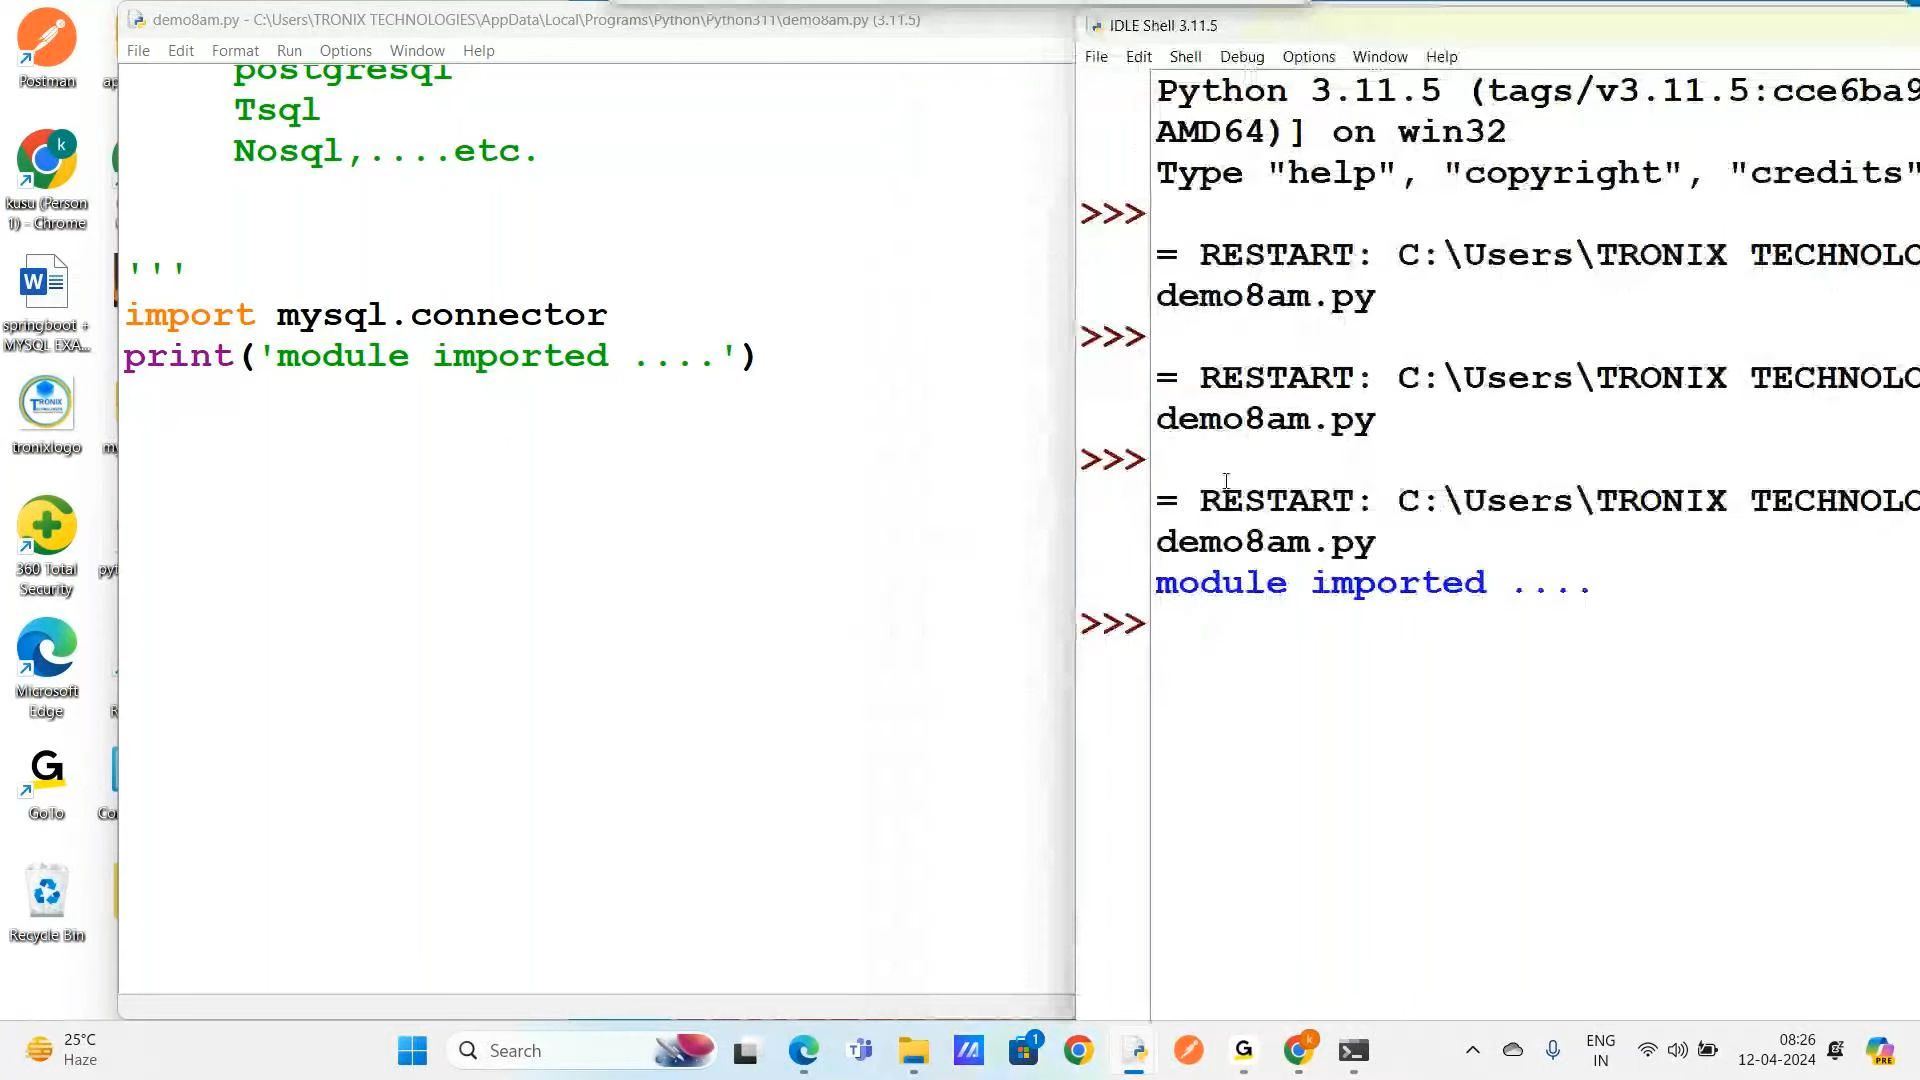 demo8am.py - C:\Users\TRONIX TECHNOLOGIES\AppData\Local\Programs\Python\Python311\demo8am.py (3.11.5)
File Edit Format Run Options Window Help
postgresql
Tsql
Nosql,....etc.
'''
import mysql.connector
print('module imported ....')
IDLE Shell 3.11.5
File Edit Shell Debug Options Window Help
Python 3.11.5 (tags/v3.11.5:cce6ba9
AMD64)] on win32
Type "help", "copyright", "credits"
>>>
= RESTART: C:\Users\TRONIX TECHNOLO
demo8am.py
>>>
= RESTART: C:\Users\TRONIX TECHNOLO
demo8am.py
>>>
= RESTART: C:\Users\TRONIX TECHNOLO
demo8am.py
module imported ....
>>>
Postman
kusu (Person
1) - Chrome
springboot +
MYSQL EXA...
tronixlogo
360 Total
Security
Microsoft
Edge
GoTo
Recycle Bin
25°C
Haze
Search
ENG
IN
08:26
12-04-2024